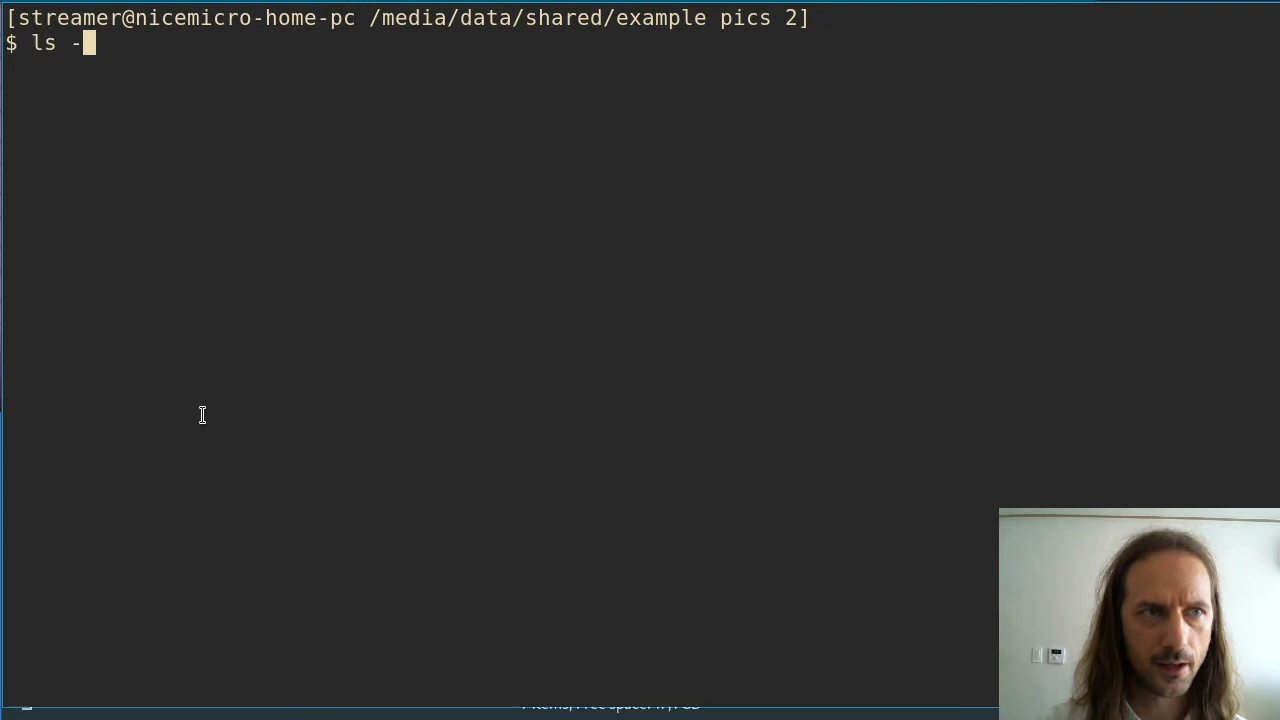 [streamer@nicemicro-home-pc /media/data/shared/example pics 2]
$ ls -